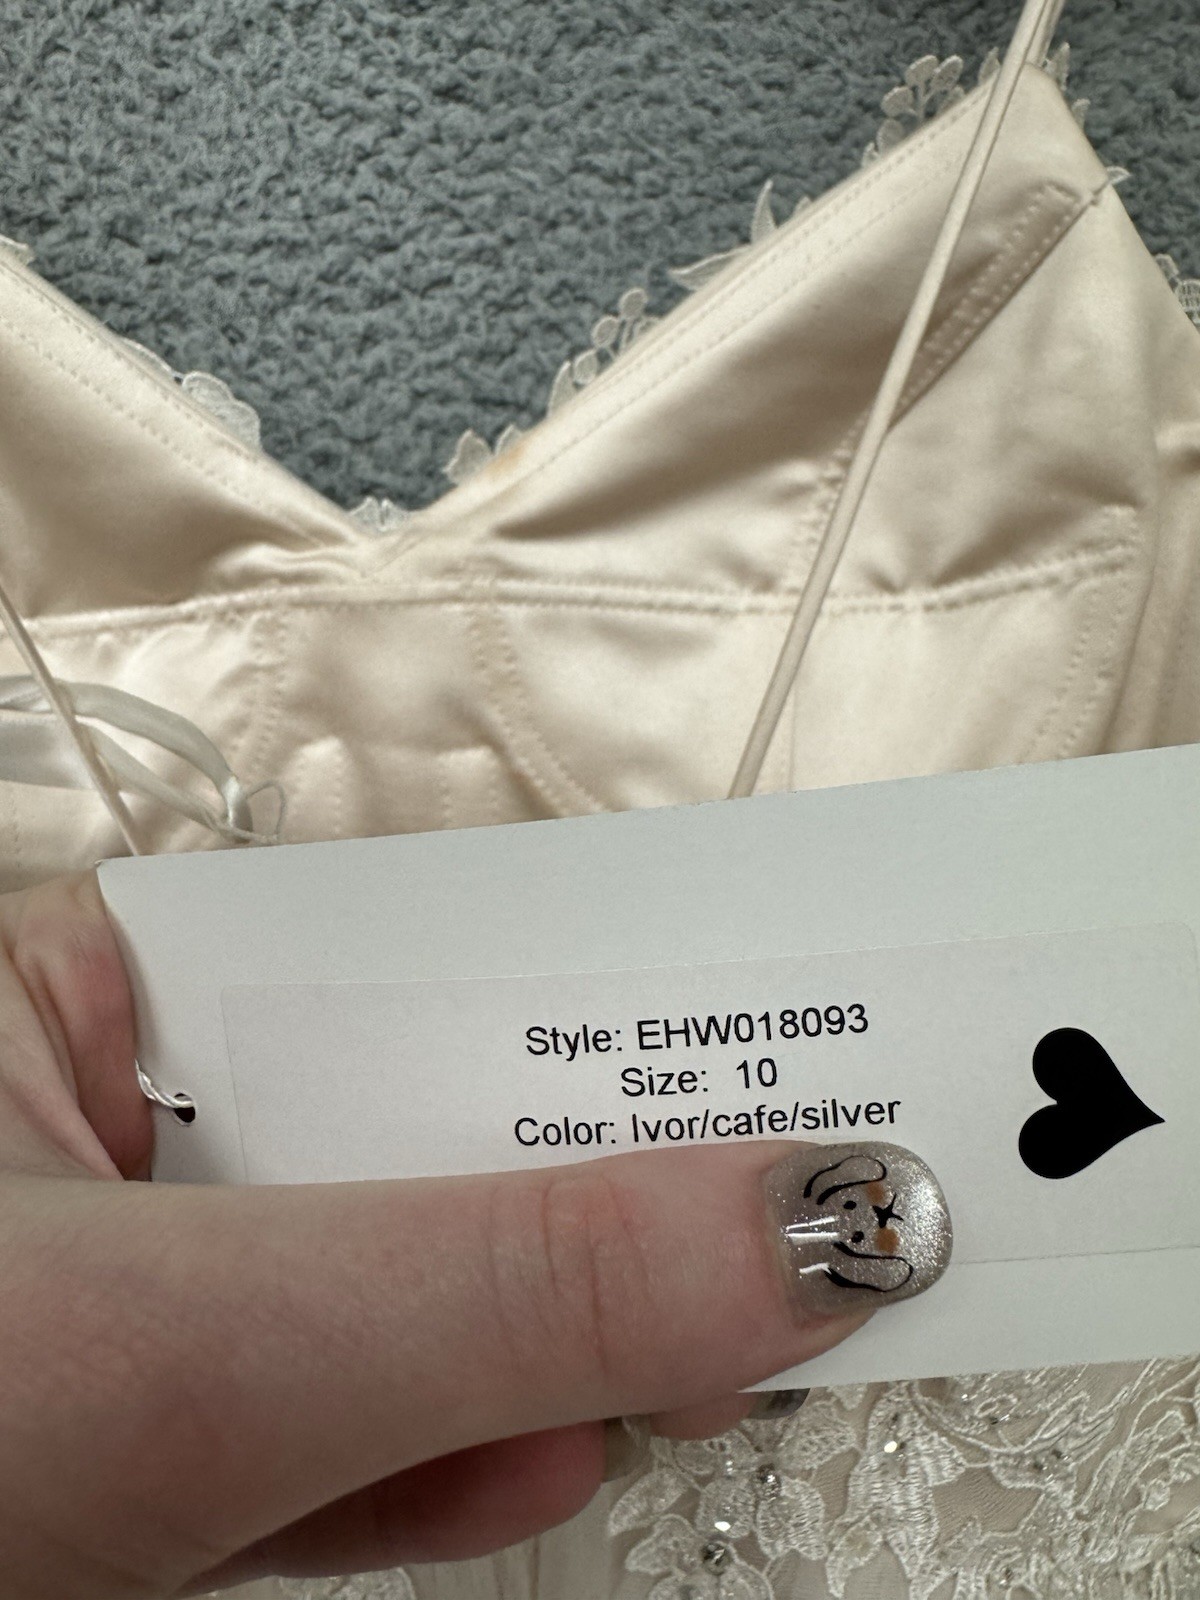 Style: EHW018093
Size: 10
Color: Ivor/cafe/silver